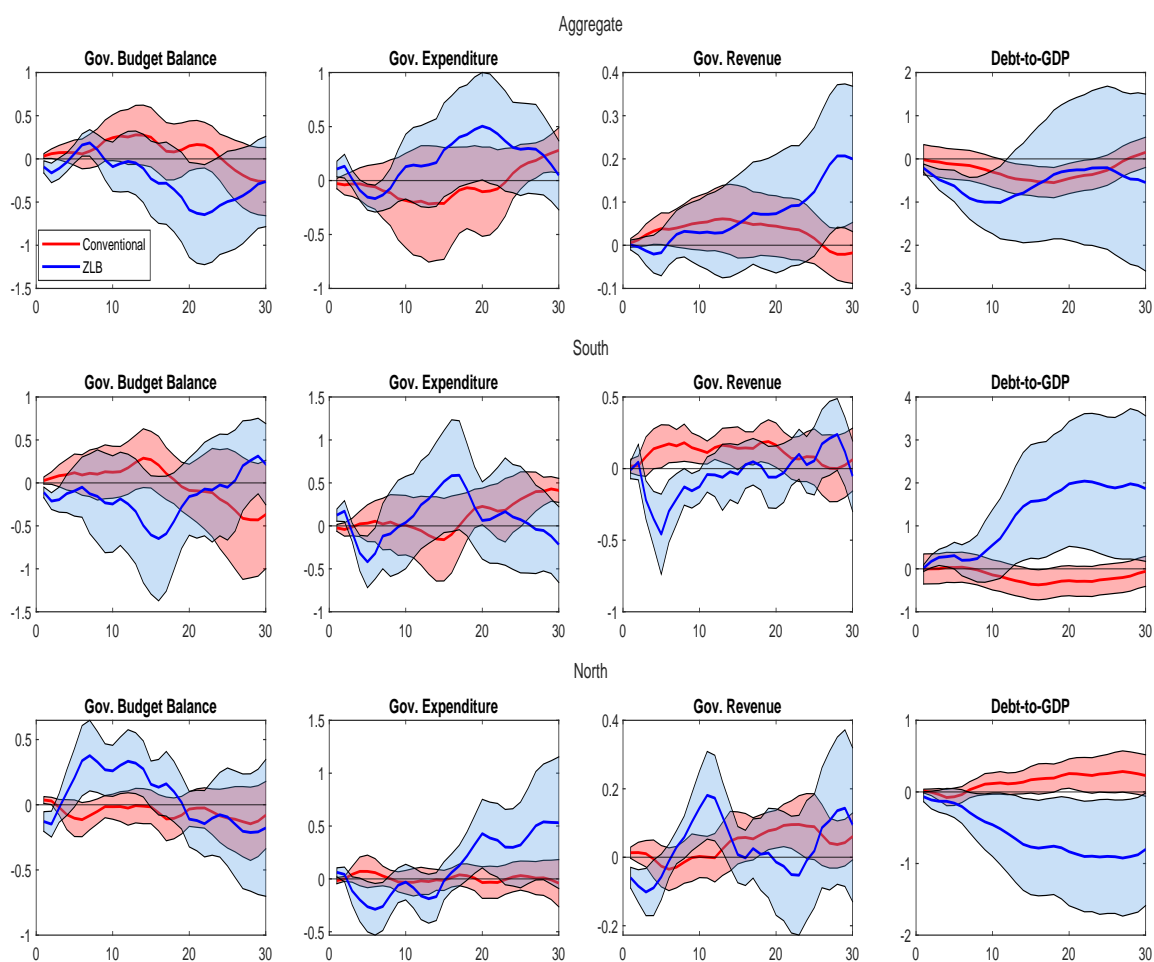 Aggregate
Gov. Budget Balance Gov. Expenditure Gov. Revenue Debt-to-GDP
1 0.5 0 -0.5 -1 -1.5
Conventional
ZLB
0 10 20 30
1 0.5 0 -0.5 -1
0 10 20 30
0.4 0.3 0.2 0.1 0 -0.1
0 10 20 30
2 1 0 -1 -2 -3
0 10 20 30
South
Gov. Budget Balance Gov. Expenditure Gov. Revenue Debt-to-GDP
1 0.5 0 -0.5 -1 -1.5
0 10 20 30
1.5 1 0.5 0 -0.5 -1
0 10 20 30
0.5 0 -0.5 -1
0 10 20 30
4 3 2 1 0 -1
0 10 20 30
North
Gov. Budget Balance Gov. Expenditure Gov. Revenue Debt-to-GDP
0.5 0 -0.5 -1
0 10 20 30
1.5 1 0.5 0 -0.5
0 10 20 30
0.4 0.2 0 -0.2
0 10 20 30
1 0 -1 -2
0 10 20 30